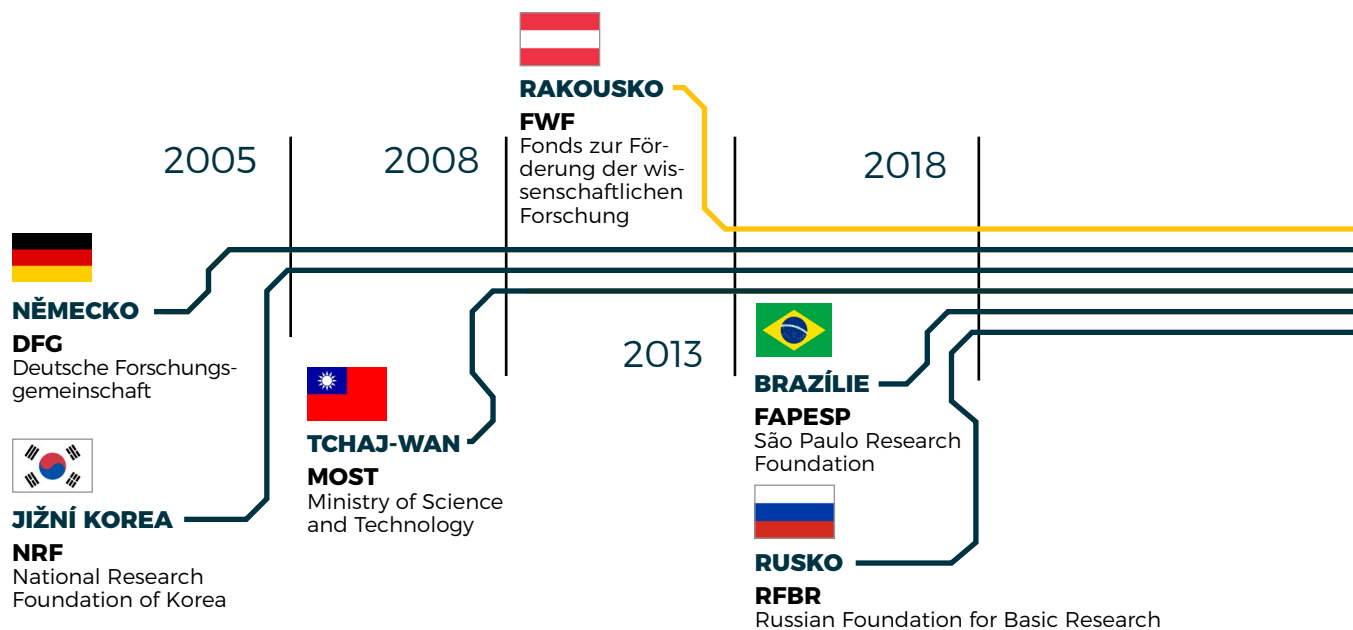 2005
NĚMECKO
DFG
Deutsche Forschungs-
gemeinschaft
JIŽNÍ KOREA
NRF
National Research
Foundation of Korea
2008
TCHAJ-WAN
MOST
Ministry of Science
and Technology
RAKOUSKO
FWF
Fonds zur För-
derung der wis-
senschaftlichen
Forschung
2013
2018
BRAZÍLIE
FAPESP
São Paulo Research
Foundation
RUSKO
RFBR
Russian Foundation for Basic Research